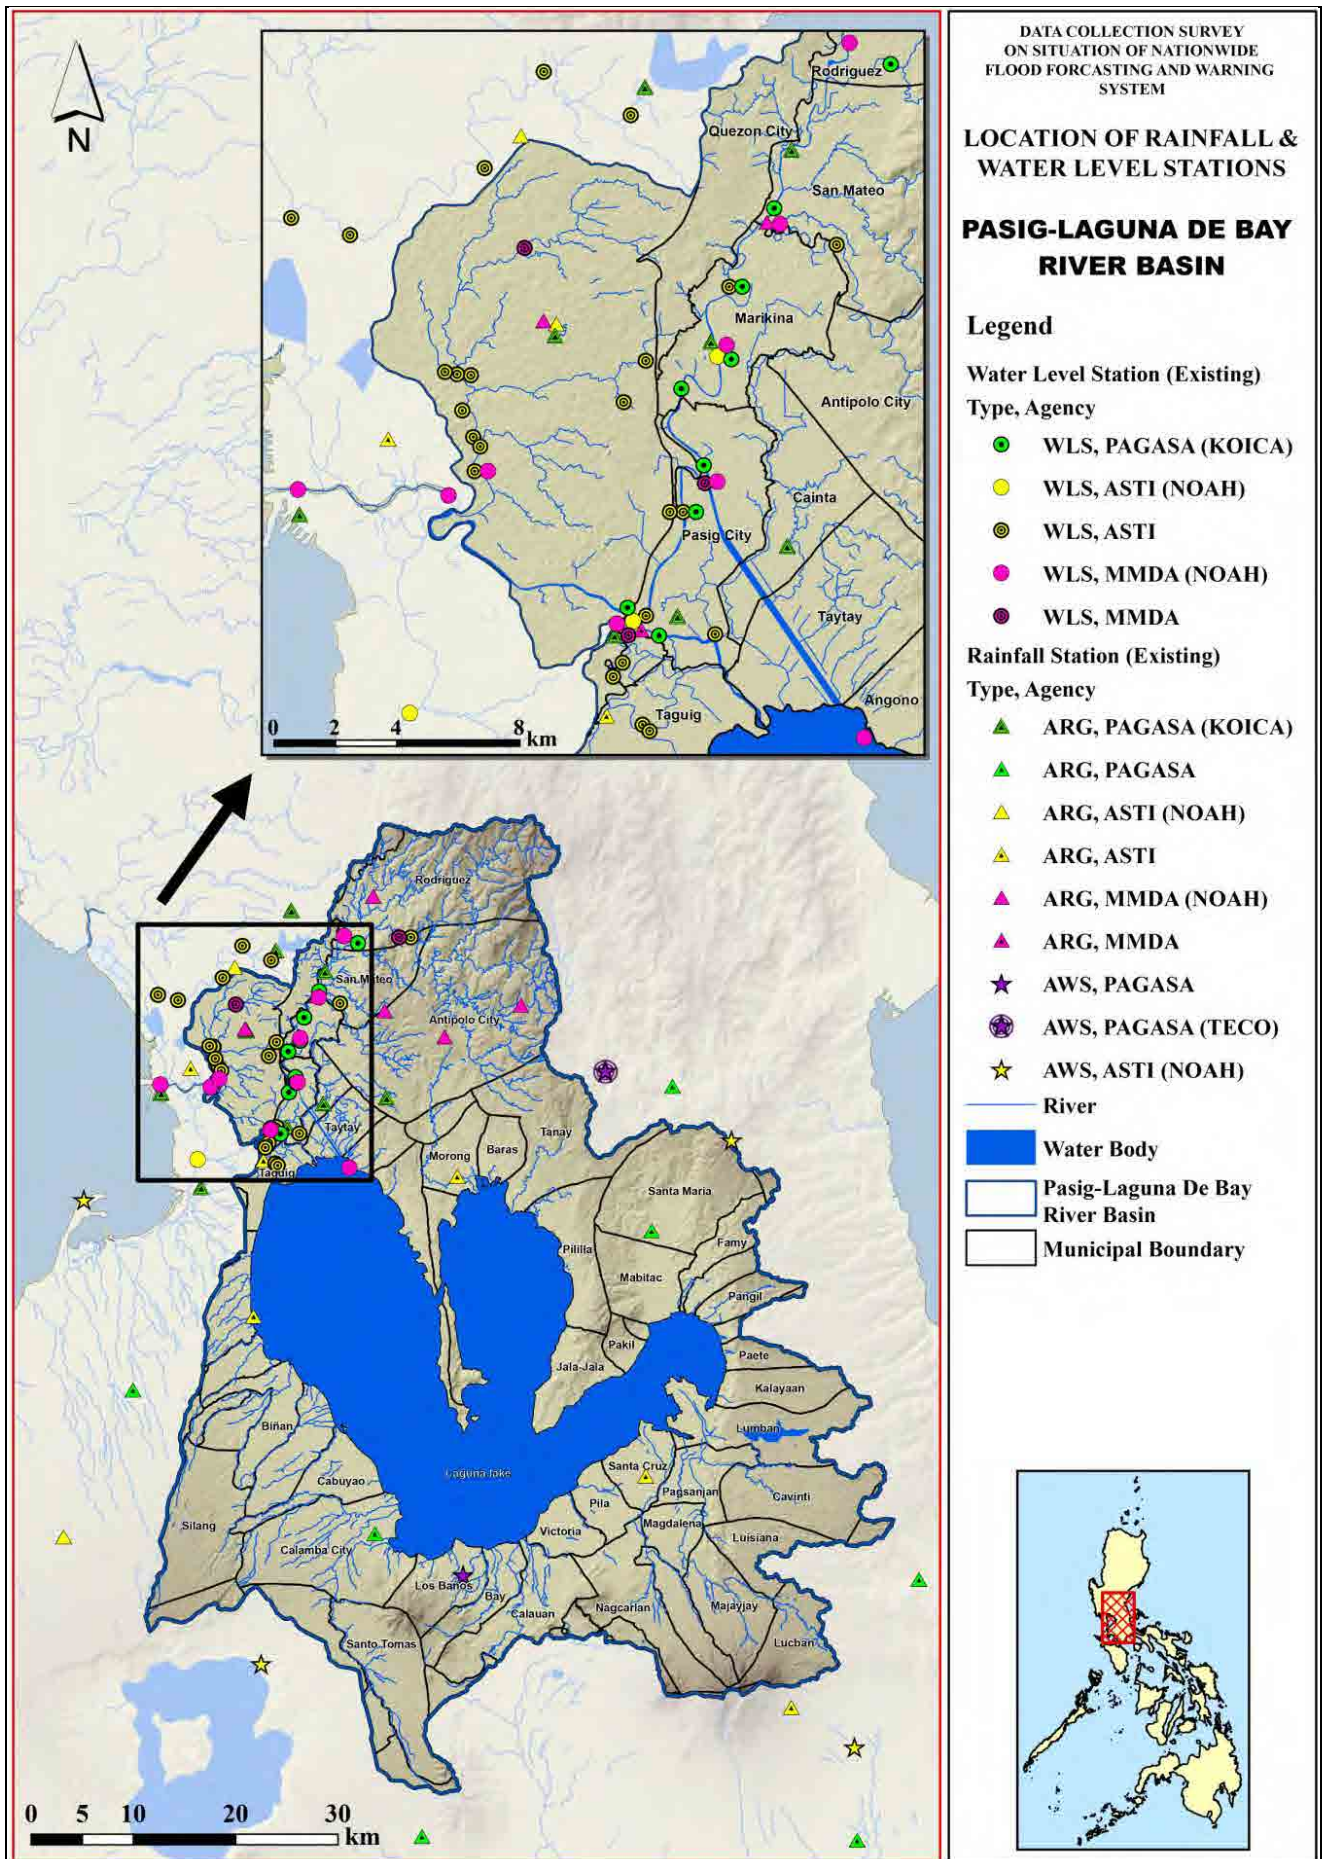 N
Rodriguez
Quezon City
San Mateo
Marikina
Antipolo City
Cainta
Pasig City
Taytay
Angono
Taguig
0 2 4 8
km
Rodriguez
San Mateo
Antipolo City
Taytay
Tanay
Morong
Baras
Taguig
Santa Maria
Famy
Pililla
Mabitac
Pangil
Pakil
Paete
Jala-Jala
Kalayaan
Lumban
Biñan
Laguna lake
Santa Cruz
Cabuyao
Pagsanjan
Cavinti
Pila
Silang
Magdalena
Victoria
Luisiana
Calamba City
Los Banos
Bay
Nagcarlan
Majayjay
Calauan
Santo Tomas
Lucban
0 5 10 20 30
km
DATA COLLECTION SURVEY
ON SITUATION OF NATIONWIDE
FLOOD FORCASTING AND WARNING
SYSTEM
LOCATION OF RAINFALL &
WATER LEVEL STATIONS
PASIG-LAGUNA DE BAY
RIVER BASIN
Legend
Water Level Station (Existing)
Type, Agency
WLS, PAGASA (KOICA)
WLS, ASTI (NOAH)
WLS, ASTI
WLS, MMDA (NOAH)
WLS, MMDA
Rainfall Station (Existing)
Type, Agency
ARG, PAGASA (KOICA)
ARG, PAGASA
ARG, ASTI (NOAH)
ARG, ASTI
ARG, MMDA (NOAH)
ARG, MMDA
AWS, PAGASA
AWS, PAGASA (TECO)
AWS, ASTI (NOAH)
River
Water Body
Pasig-Laguna De Bay
River Basin
Municipal Boundary